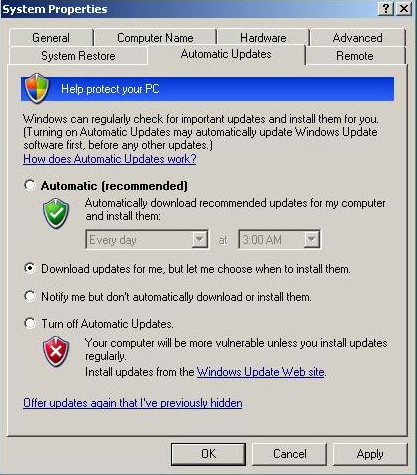 System Properties
General
Computer Name
Hardware
Advanced
System Restore
Automatic Updates
Remote
Help protect your PC
Windows can regularly check for important updates and install them for you.
(Turning on Automatic Updates may automatically update Windows Update
software first, before any other updates.)
How does Automatic Updates work?
Automatic (recommended)
Automatically download recommended updates for my computer
and install them:
Every day
at
3:00 AM
Download updates for me, but let me choose when to install them.
Notify me but don't automatically download or install them.
Turn off Automatic Updates.
Your computer will be more vulnerable unless you install updates
regularly.
Install updates from the Windows Update Web site.
Offer updates again that I've previously hidden
OK
Cancel
Apply